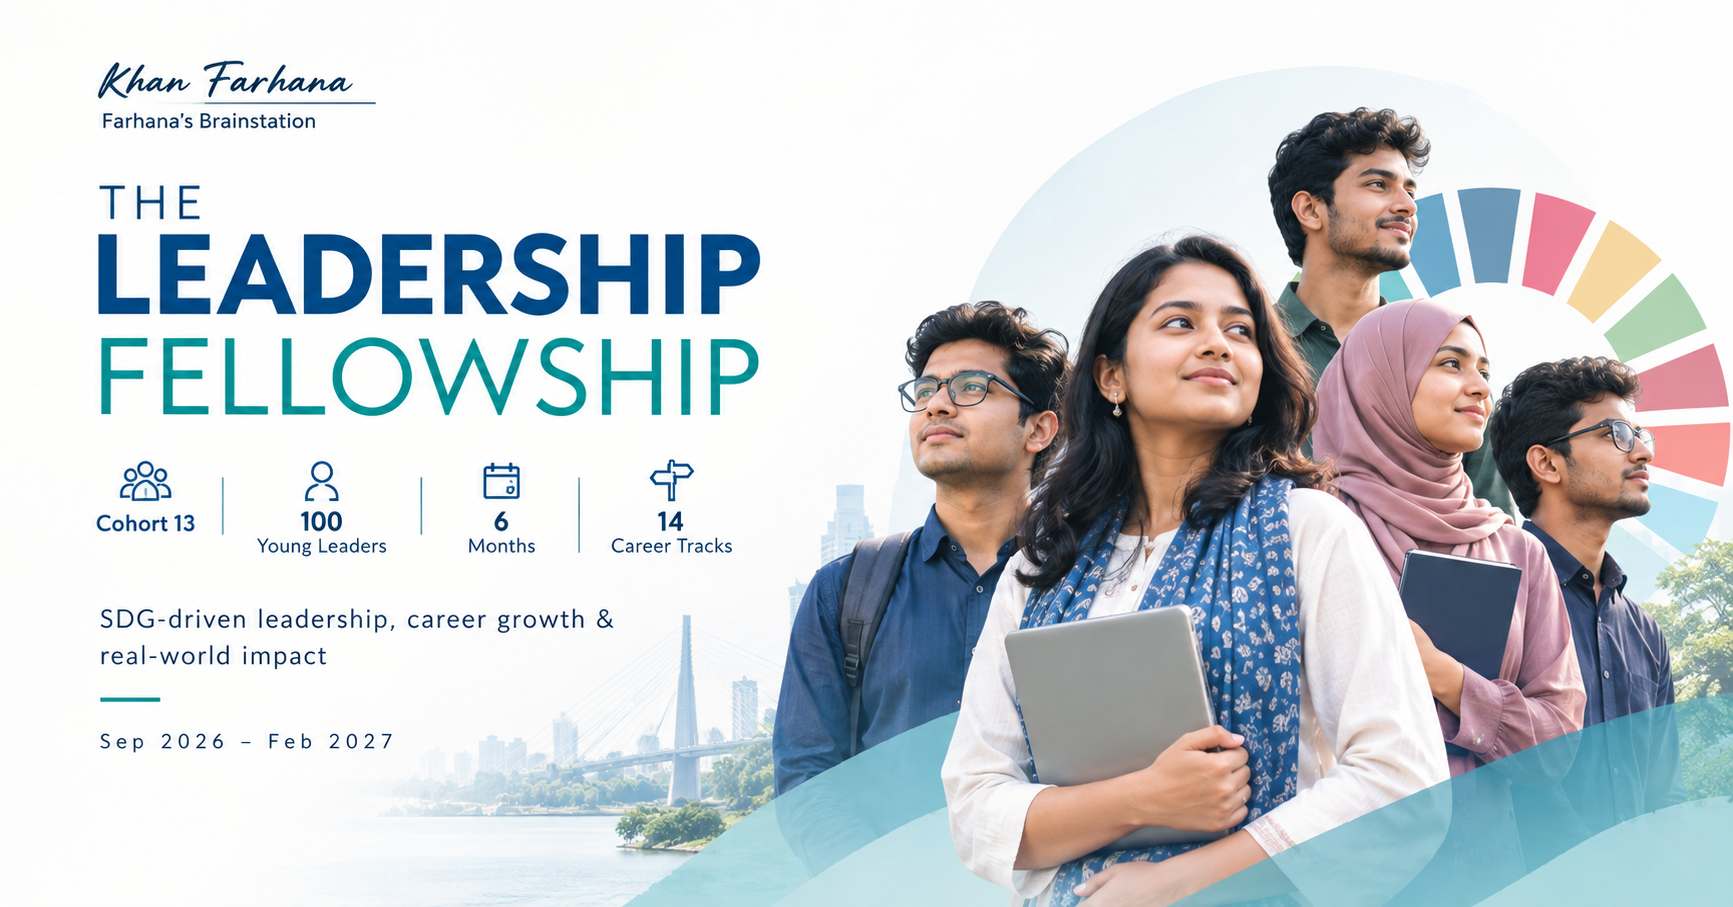 Khan Farhana
Farhana's Brainstation
THE
LEADERSHIP
FELLOWSHIP
Cohort 13
100
Young Leaders
6
Months
14
Career Tracks
SDG-driven leadership, career growth &
real-world impact
Sep 2026 – Feb 2027